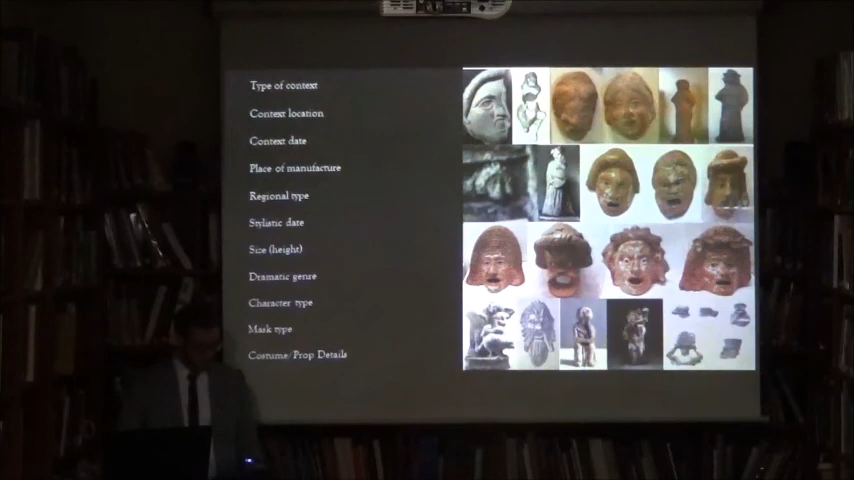 Type of context
Context location
Context date
Place of manufacture
Regional type
Stylistic date
Size (height)
Dramatic genre
Character type
Mask type
Costume/Prop Details